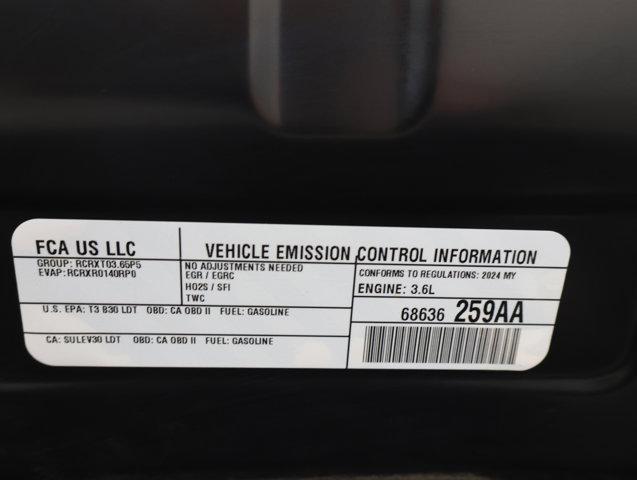 FCA US LLC
GROUP: RCRXT03.65P5
EVAP: RCRXR0140RP0
VEHICLE EMISSION CONTROL INFORMATION
NO ADJUSTMENTS NEEDED
EGR / EGRC
HO2S / SFI
TWC
CONFORMS TO REGULATIONS: 2024 MY
ENGINE: 3.6L
U.S. EPA: T3 B30 LDT OBD: CA OBD II FUEL: GASOLINE
68636 259AA
CA: SULEV30 LDT OBD: CA OBD II FUEL: GASOLINE